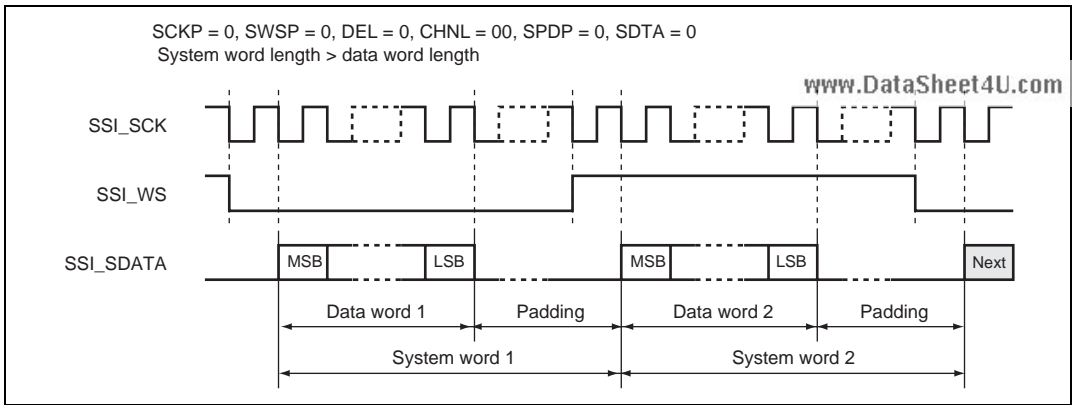 SCKP = 0, SWSP = 0, DEL = 0, CHNL = 00, SPDP = 0, SDTA = 0
System word length > data word length
www.DataSheet4U.com
SSI_SCK
SSI_WS
SSI_SDATA
MSB
LSB
MSB
LSB
Next
Data word 1
Padding
Data word 2
Padding
System word 1
System word 2